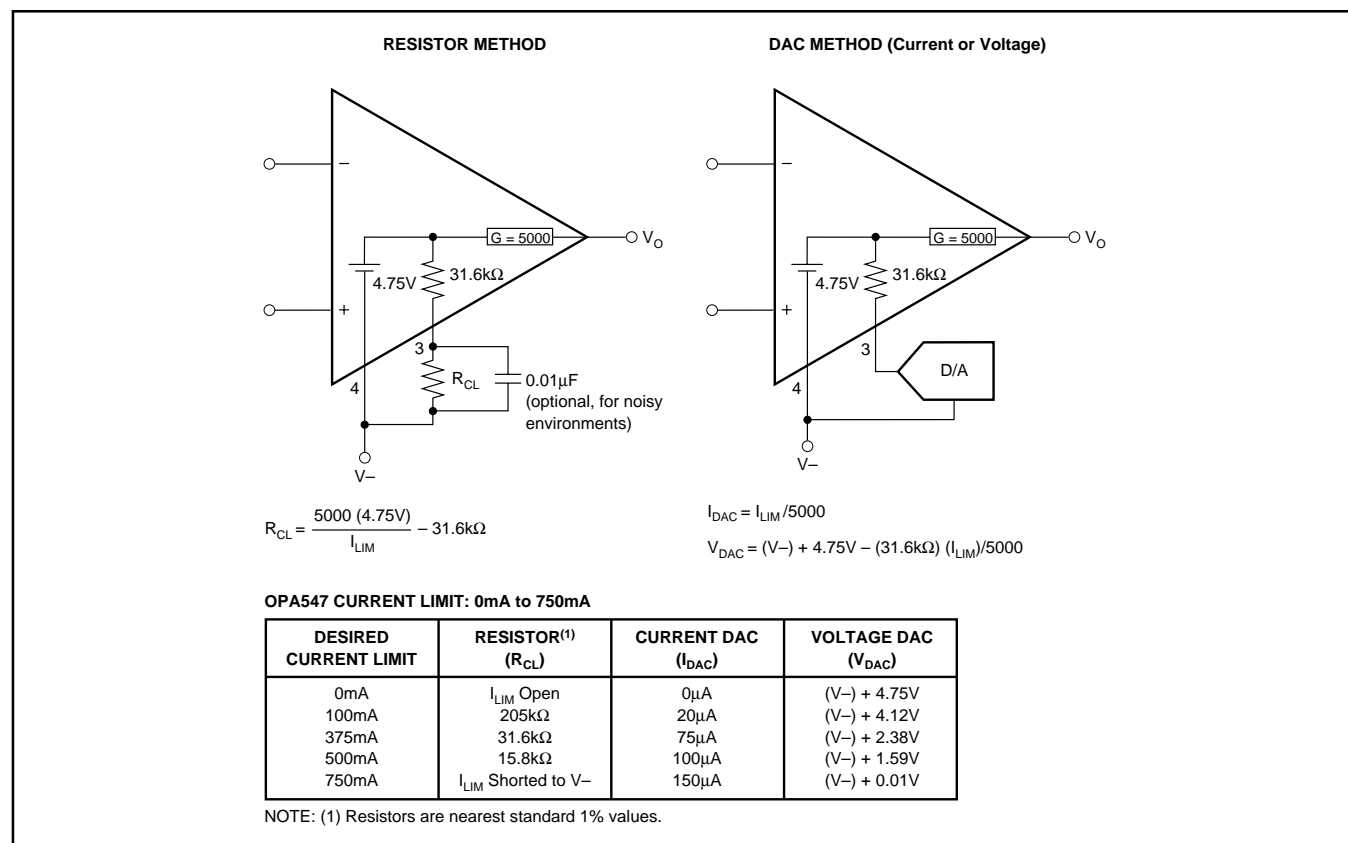 RESISTOR METHOD
DAC METHOD (Current or Voltage)
–
+
4.75V
31.6kΩ
G = 5000
V_O
3
4
R_CL
0.01µF
(optional, for noisy
environments)
V–
–
+
4.75V
31.6kΩ
G = 5000
V_O
3
4
D/A
V–
R_CL = 5000 (4.75V) / I_LIM – 31.6kΩ
I_DAC = I_LIM/5000
V_DAC = (V–) + 4.75V – (31.6kΩ) (I_LIM)/5000
OPA547 CURRENT LIMIT: 0mA to 750mA
DESIRED CURRENT LIMIT | RESISTOR(1) (R_CL) | CURRENT DAC (I_DAC) | VOLTAGE DAC (V_DAC)
0mA | I_LIM Open | 0µA | (V–) + 4.75V
100mA | 205kΩ | 20µA | (V–) + 4.12V
375mA | 31.6kΩ | 75µA | (V–) + 2.38V
500mA | 15.8kΩ | 100µA | (V–) + 1.59V
750mA | I_LIM Shorted to V– | 150µA | (V–) + 0.01V
NOTE: (1) Resistors are nearest standard 1% values.